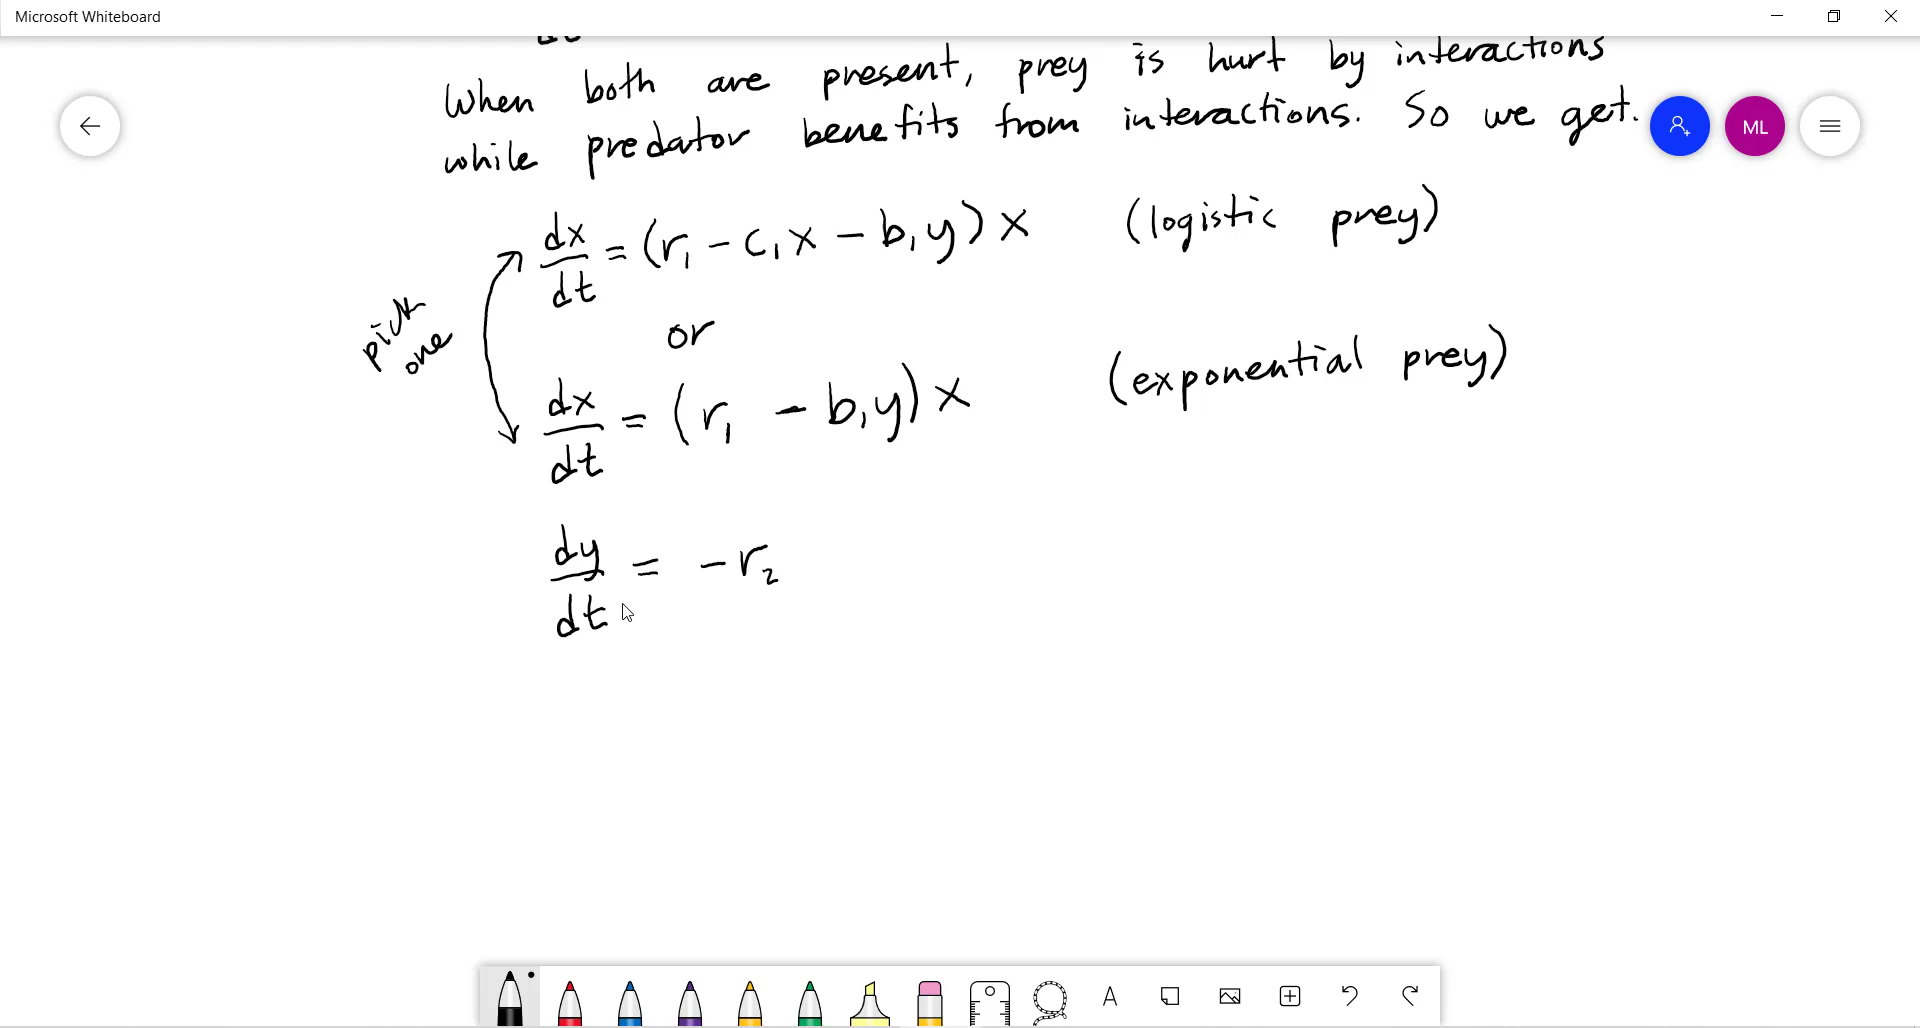 Microsoft Whiteboard
When both are present, prey is hurt by interactions
while predator benefits from interactions. So we get.
ML
dx/dt = (r₁ - c₁x - b₁y) x (logistic prey)
pick one
or
dx/dt = (r₁ - b₁y) x (exponential prey)
dy/dt = -r₂
A